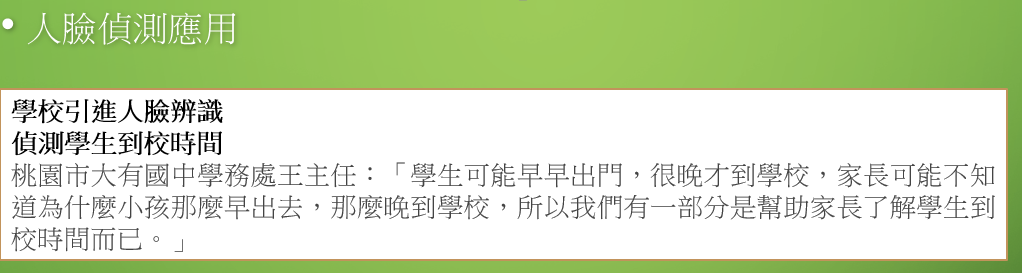 • 人臉偵測應用
學校引進人臉辨識
偵測學生到校時間
桃園市大有國中學務處王主任：「學生可能早早出門，很晚才到學校，家長可能不知
道為什麼小孩那麼早出去，那麼晚到學校，所以我們有一部分是幫助家長了解學生到
校時間而已。」